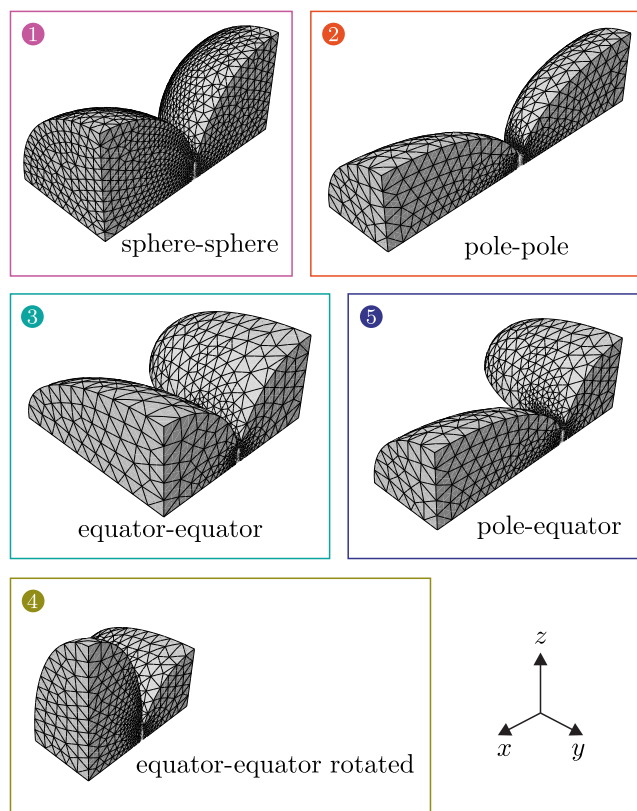 1
sphere-sphere
2
pole-pole
3
equator-equator
5
pole-equator
4
equator-equator rotated
z
x
y